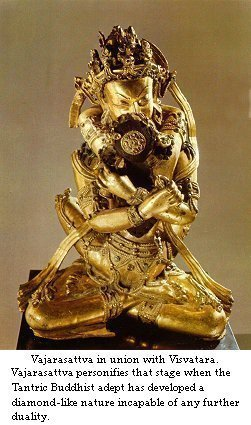 Vajarasattva in union with Visvatara.
Vajarasattva personifies that stage when the
Tantric Buddhist adept has developed a
diamond-like nature incapable of any further
duality.